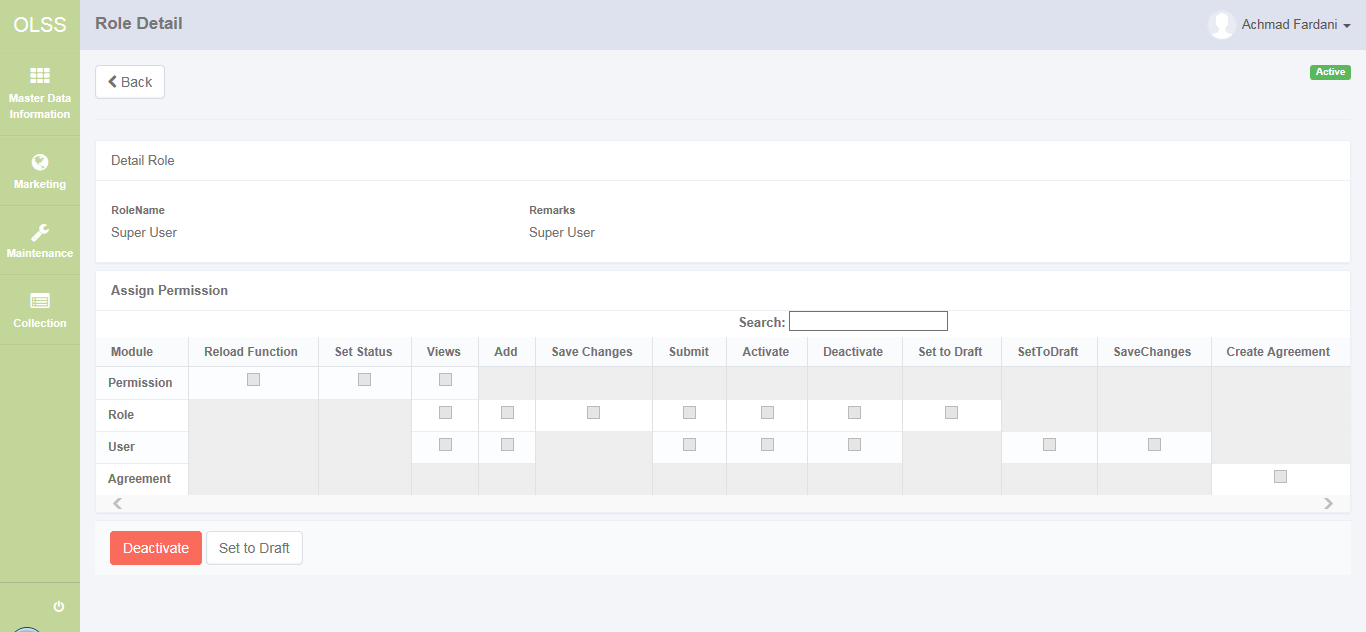 OLSS
Role Detail
Achmad Fardani
Master Data
Information
Marketing
Maintenance
Collection
Back
Active
Detail Role
RoleName
Remarks
Super User
Super User
Assign Permission
Search:
Module Reload Function Set Status Views Add Save Changes Submit Activate Deactivate Set to Draft SetToDraft SaveChanges Create Agreement
Permission
Role
User
Agreement
Deactivate
Set to Draft